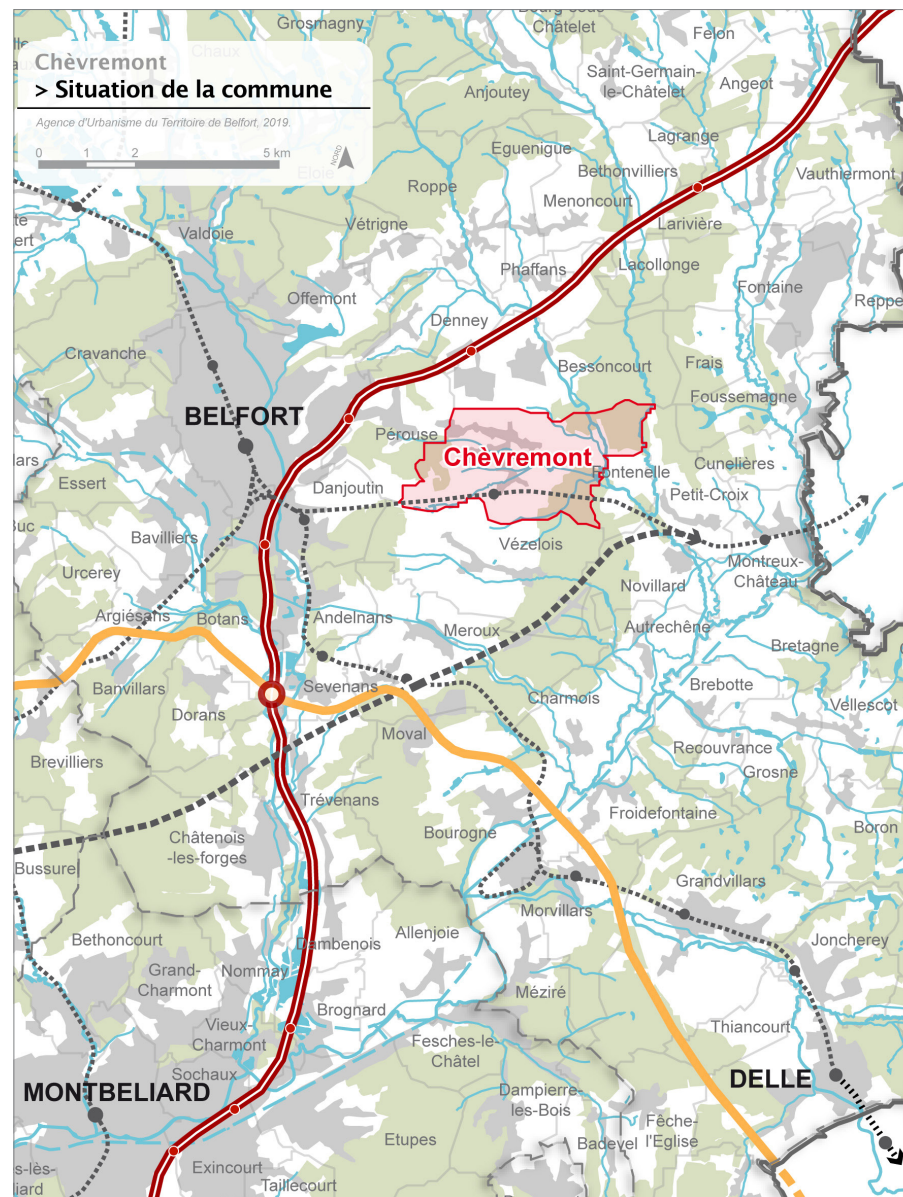 Grosmagny
Châtelet
Felon
Chaux
Chèvremont
> Situation de la commune
Saint-Germain-
le-Châtelet
Angeot
Anjoutey
Agence d'Urbanisme du Territoire de Belfort, 2019.
Lagrange
Eguenigue
0 1 2 5 km
NORD
Eloie
Bethonvilliers
Vauthiermont
Roppe
Menoncourt
Vétrigne
Larivière
Valdoie
Phaffans
Lacollonge
Fontaine
Offemont
Reppe
Denney
Cravanche
Bessoncourt
Frais
Foussemagne
BELFORT
Pérouse
Chèvremont
Fontenelle
Cunelières
Essert
Danjoutin
Petit-Croix
Bavilliers
Vézelois
Montreux-
Château
Urcerey
Novillard
Argiésans
Botans
Andelnans
Meroux
Autrechêne
Bretagne
Banvillars
Sevenans
Charmois
Brebotte
Dorans
Vellescot
Moval
Brevilliers
Recouvrance
Grosne
Trévenans
Froidefontaine
Châtenois
-les-forges
Bourogne
Boron
Bussurel
Grandvillars
Morvillars
Bethoncourt
Allenjoie
Dambenois
Joncherey
Grand-
Charmont
Nommay
Méziré
Brognard
Thiancourt
Vieux-
Charmont
Fesches-le-
Châtel
Sochaux
DELLE
MONTBELIARD
Dampierre-
les-Bois
Fêche-
l'Eglise
Etupes
Badevel
Exincourt
Taillecourt